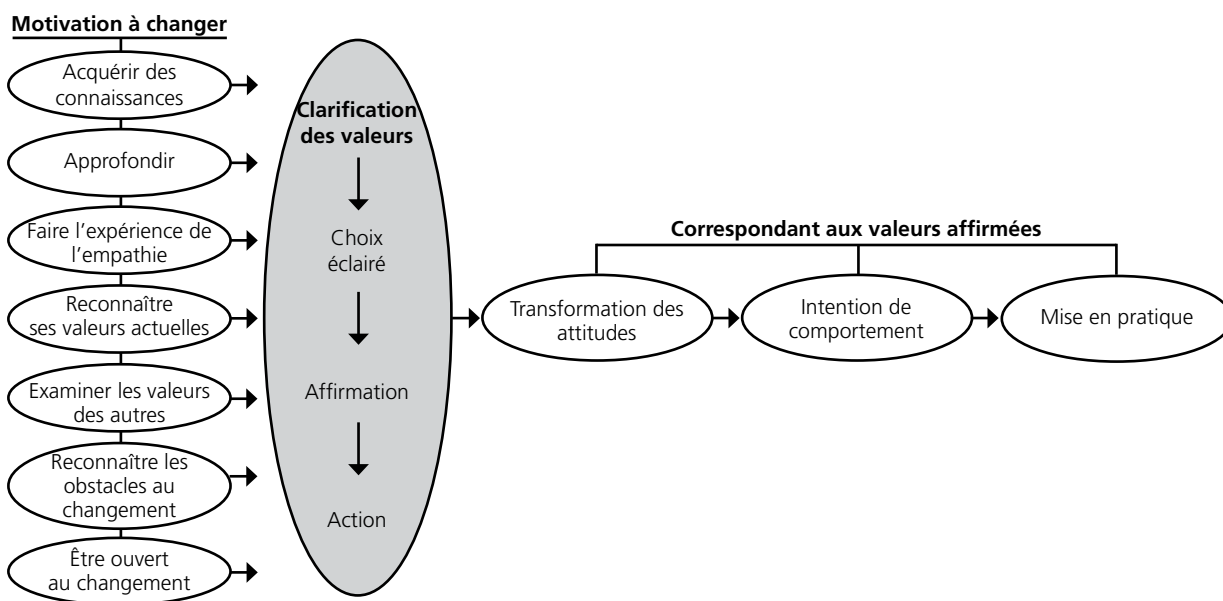 Motivation à changer
Acquérir des
connaissances
Approfondir
Faire l'expérience de
l'empathie
Reconnaître
ses valeurs actuelles
Examiner les valeurs
des autres
Reconnaître les
obstacles au
changement
Être ouvert
au changement
Clarification
des valeurs
Choix
éclairé
Affirmation
Action
Correspondant aux valeurs affirmées
Transformation des
attitudes
Intention de
comportement
Mise en pratique